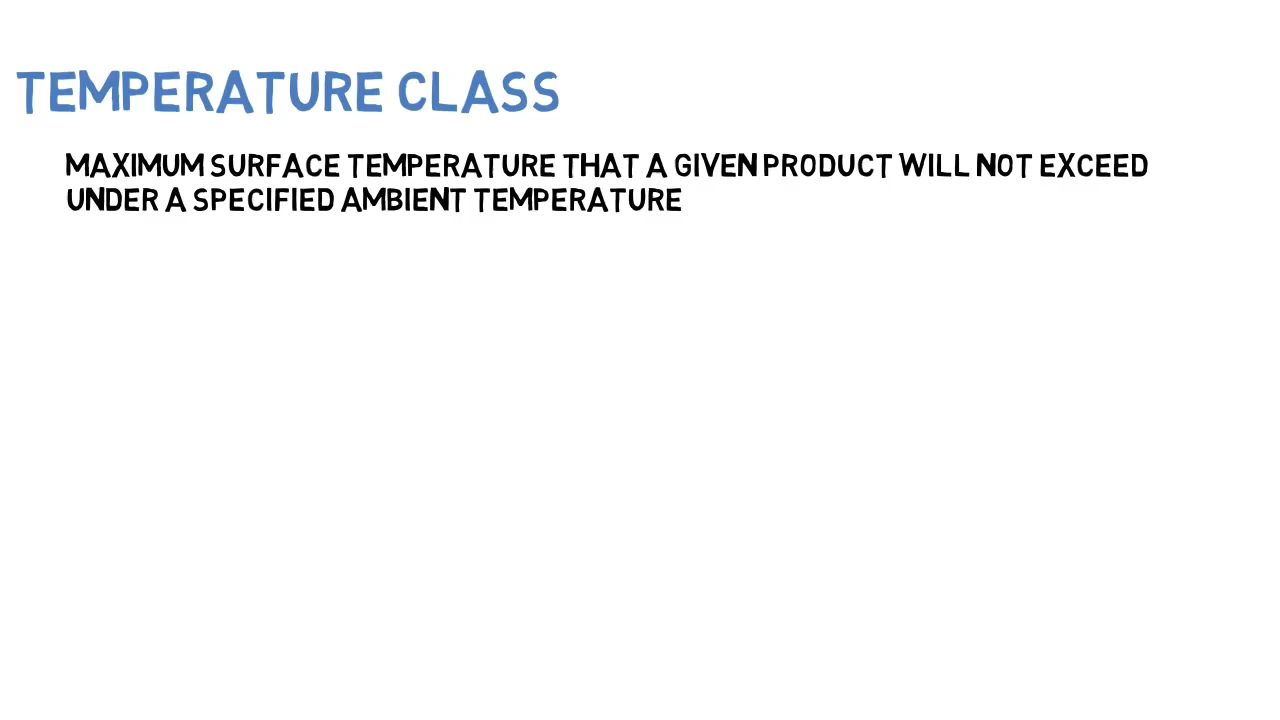 TEMPERATURE CLASS
MAXIMUM SURFACE TEMPERATURE THAT A GIVEN PRODUCT WILL NOT EXCEED
UNDER A SPECIFIED AMBIENT TEMPERATURE